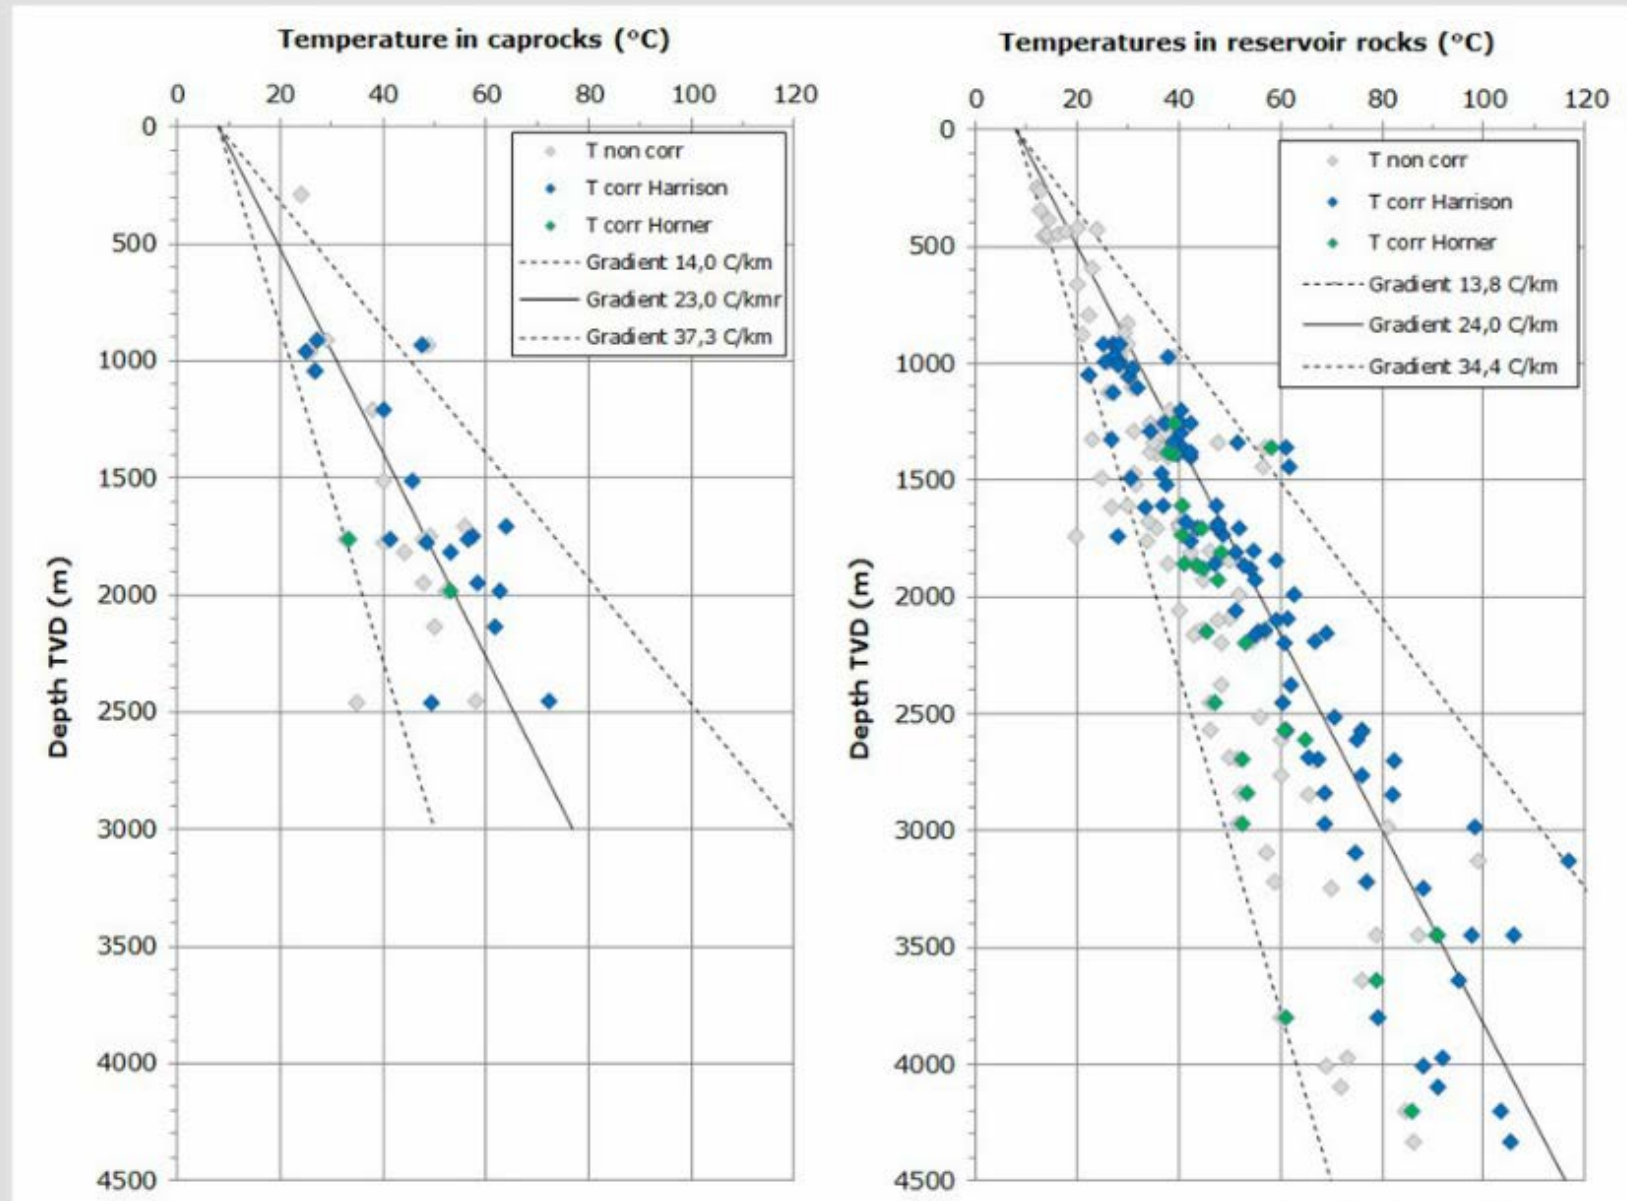 Temperature in caprocks (°C)
0 20 40 60 80 100 120
0
500
1000
1500
2000
2500
3000
3500
4000
4500
Depth TVD (m)
T non corr
T corr Harrison
T corr Horner
Gradient 14,0 C/km
Gradient 23,0 C/kmr
Gradient 37,3 C/km
Temperatures in reservoir rocks (°C)
0 20 40 60 80 100 120
0
500
1000
1500
2000
2500
3000
3500
4000
4500
Depth TVD (m)
T non corr
T corr Harrison
T corr Horner
Gradient 13,8 C/km
Gradient 24,0 C/km
Gradient 34,4 C/km